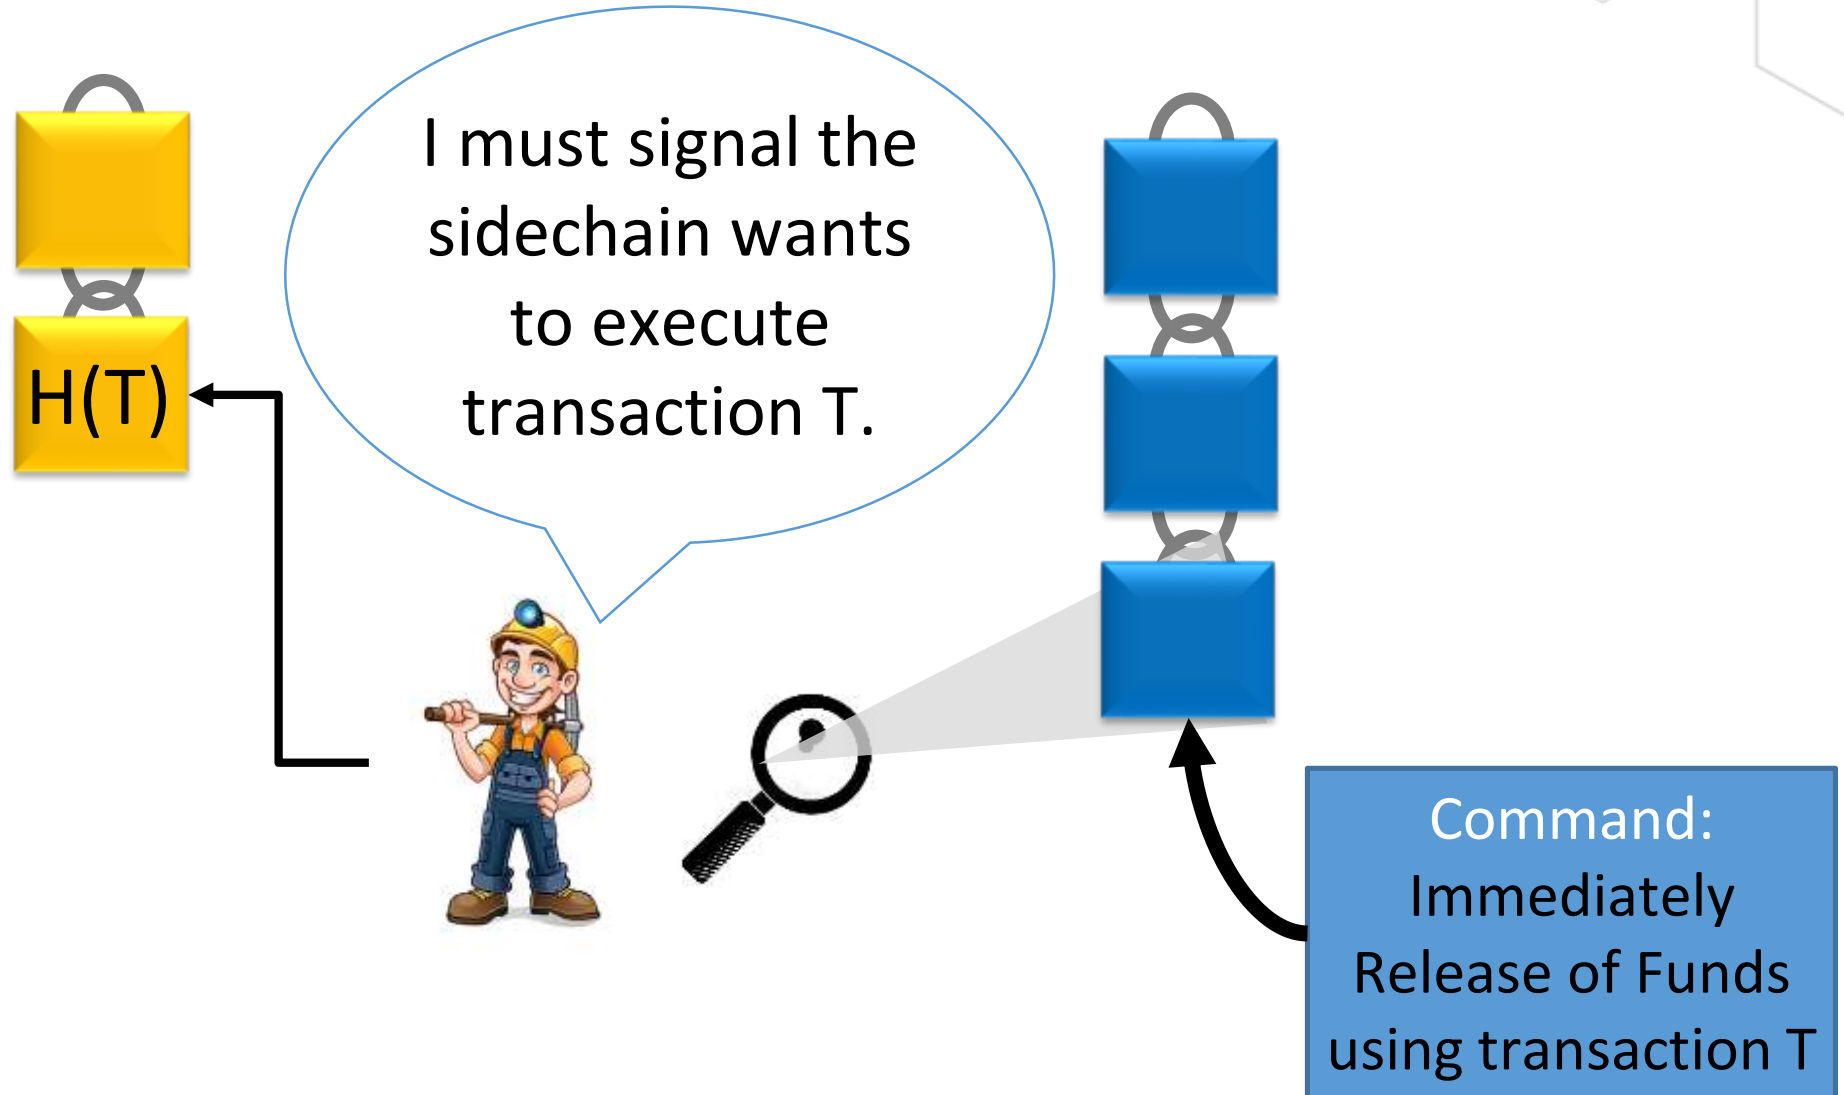 I must signal the
sidechain wants
to execute
transaction T.
H(T)
Command:
Immediately
Release of Funds
using transaction T